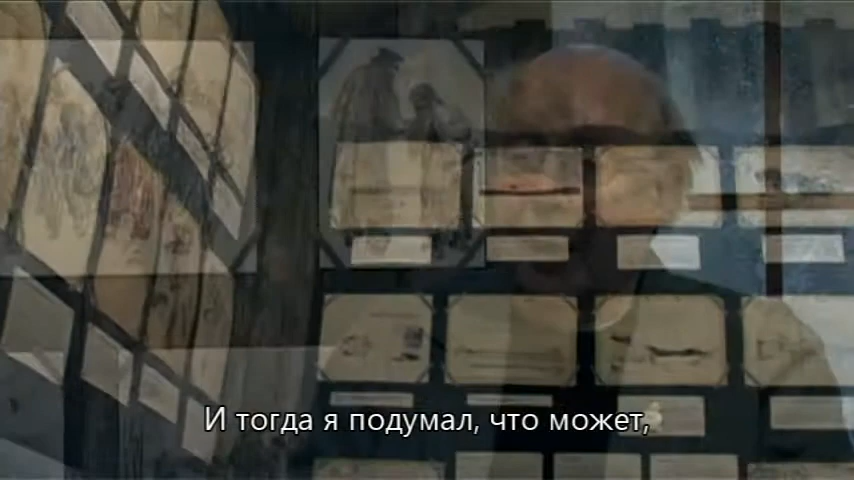 И тогда я подумал, что может,